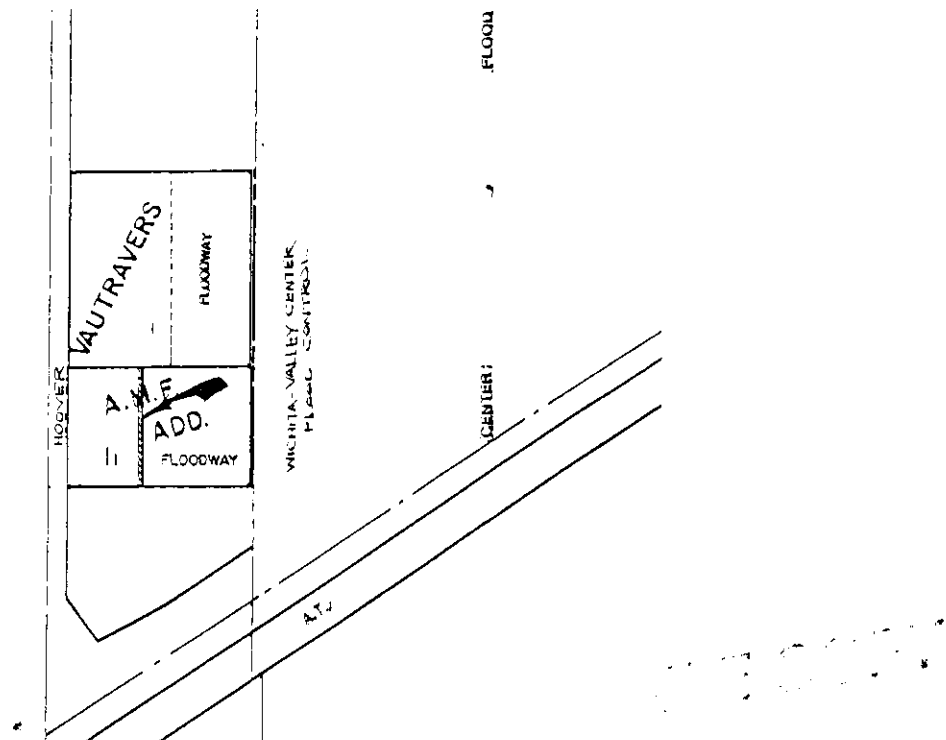 FLOOD
VAUTRAVERS
FLOODWAY
WICHITA-VALLEY CENTER
FLOOD CONTROL
HOOVER
ADD.
FLOODWAY
CENTER